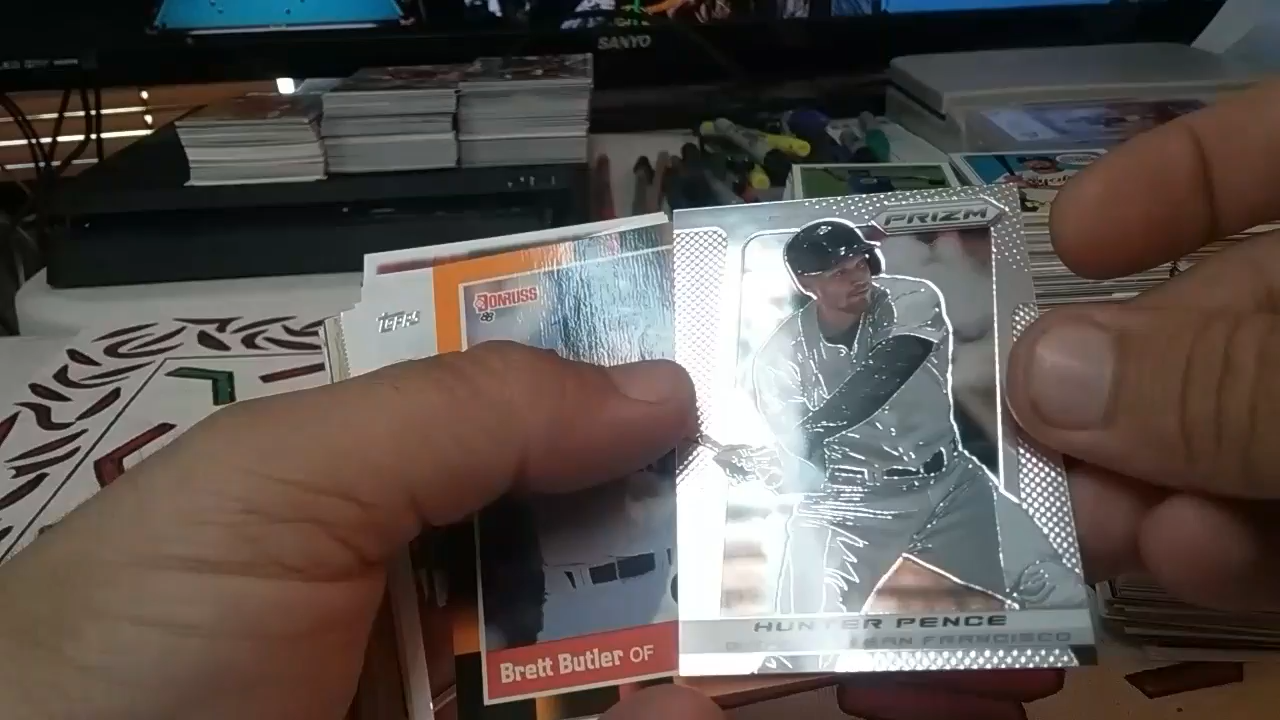 SANYO
PRIZM
DONRUSS
TOPPS
HUNTER PENCE
SAN FRANCISCO
Brett Butler OF